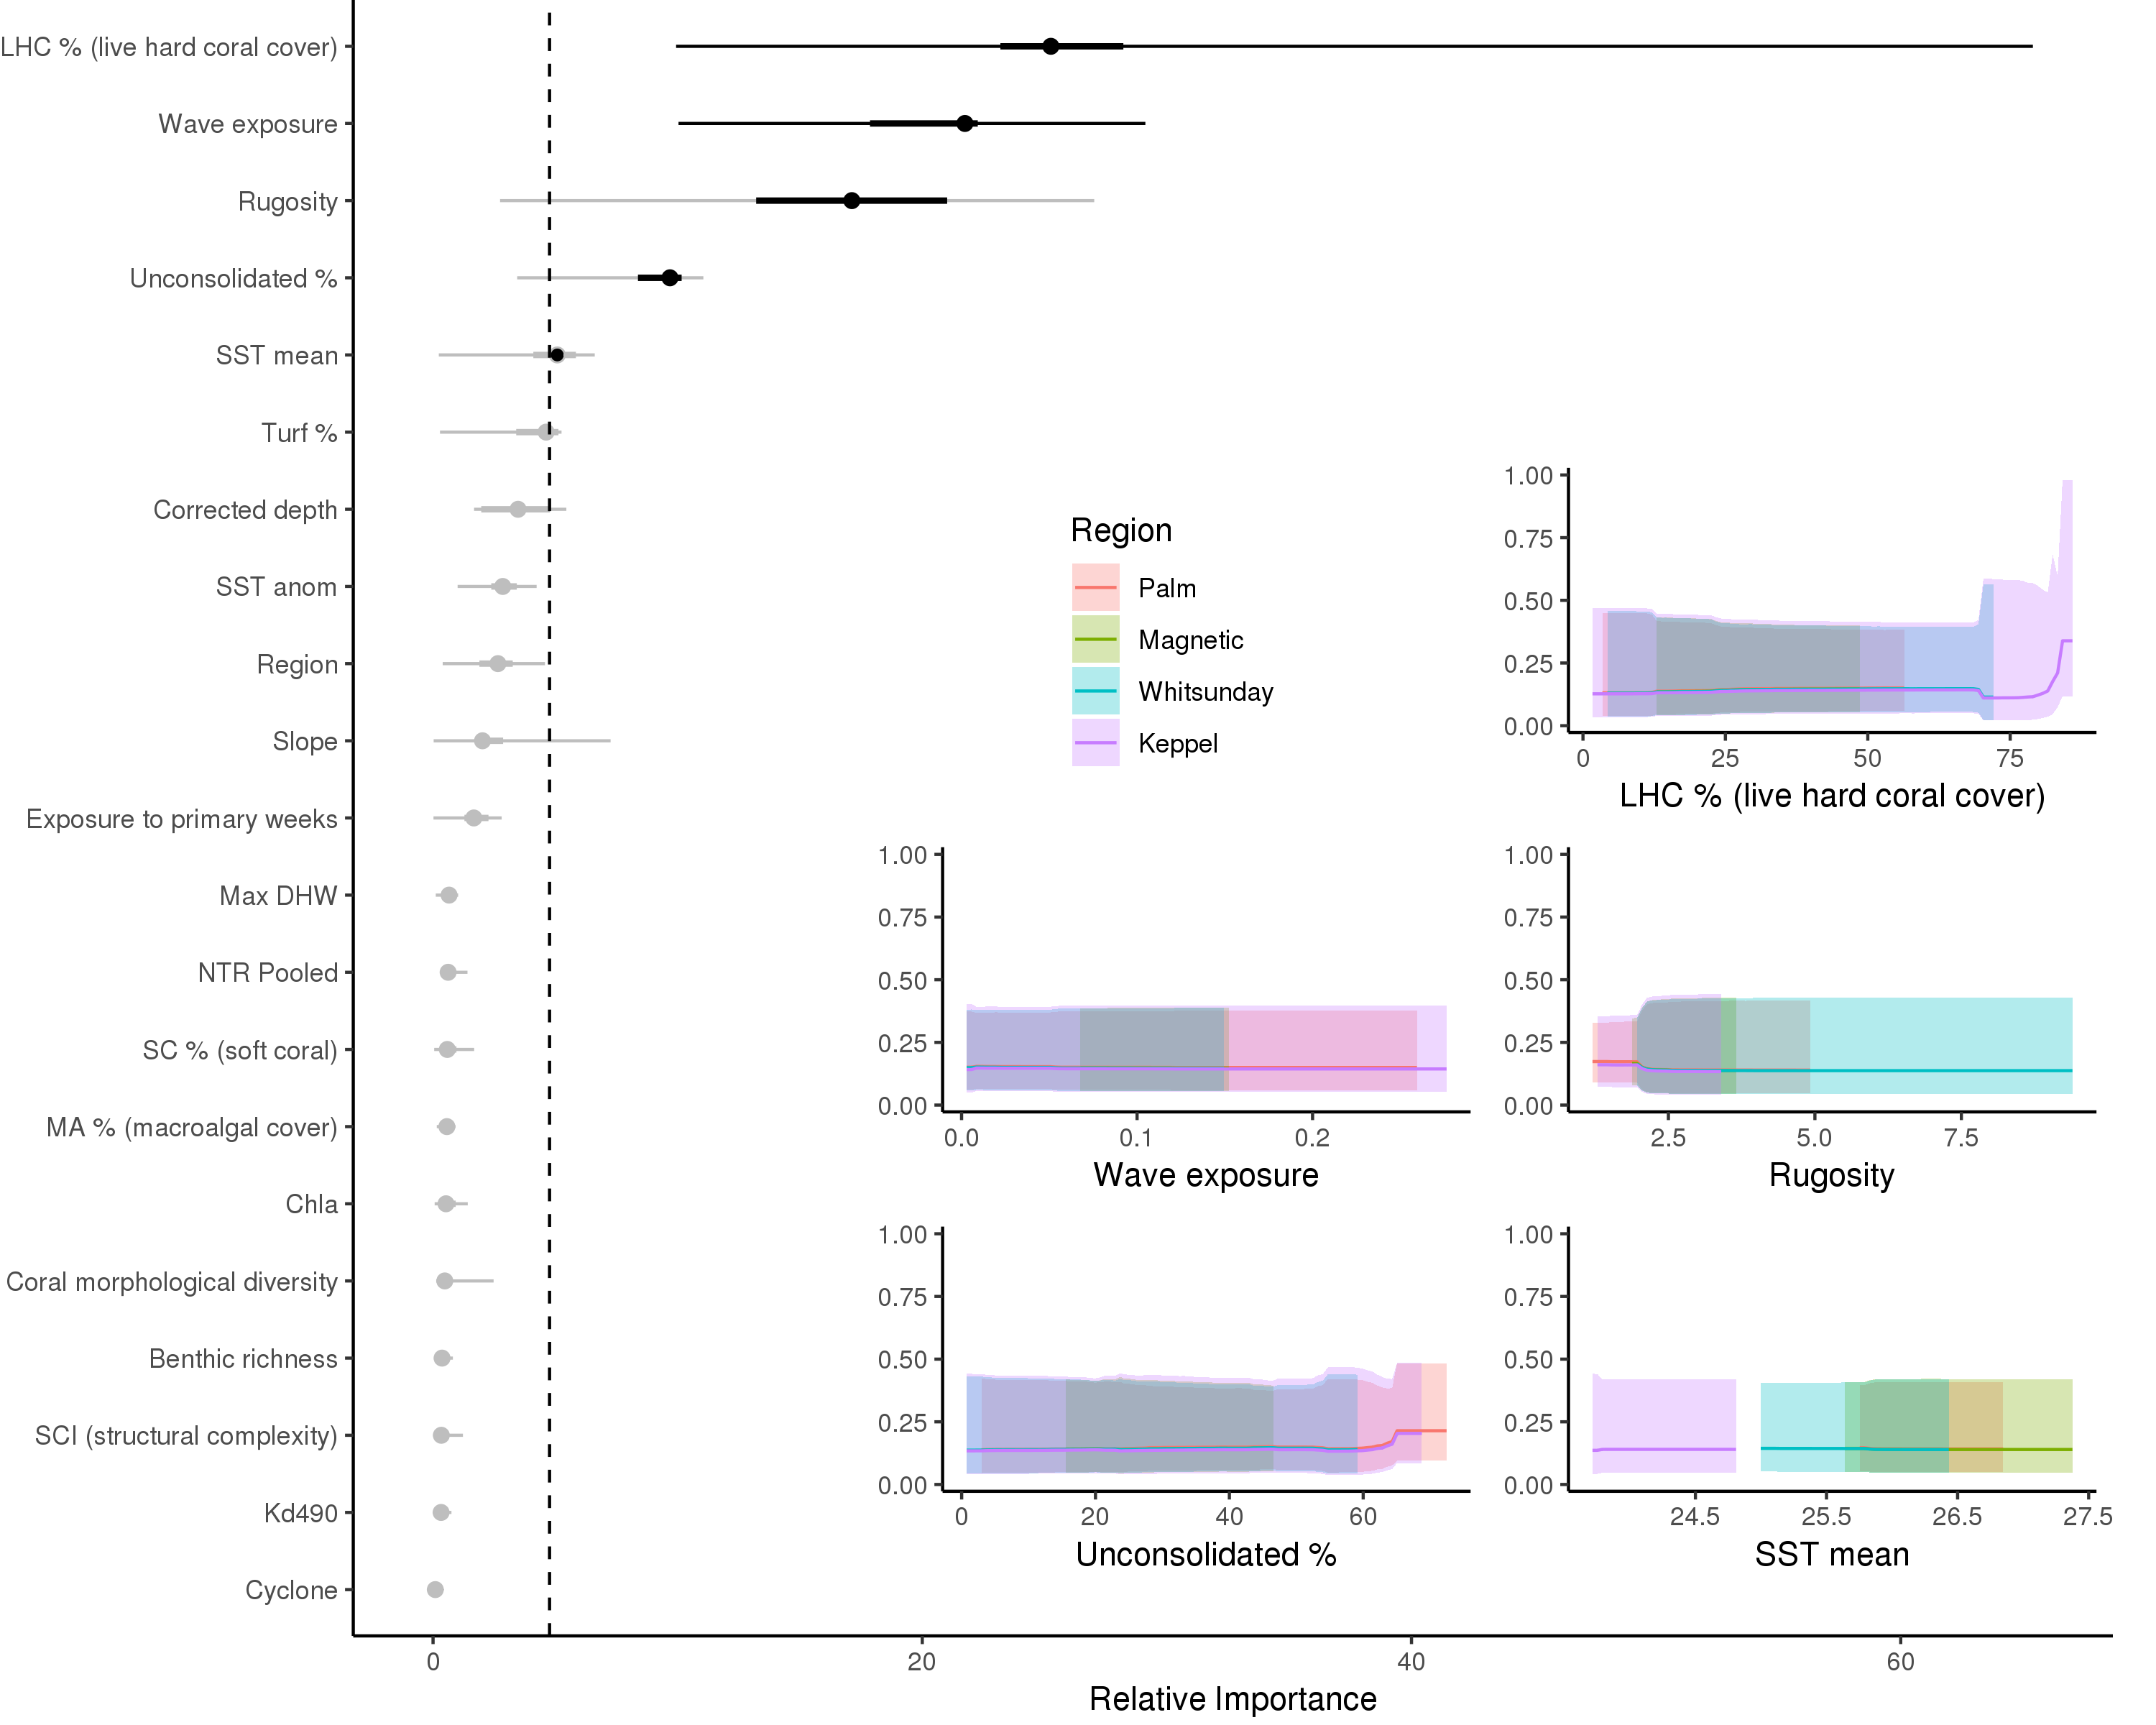 LHC % (live hard coral cover)
Wave exposure
Rugosity
Unconsolidated %
SST mean
Turf %
Corrected depth
SST anom
Region
Slope
Exposure to primary weeks
Max DHW
NTR Pooled
SC % (soft coral)
MA % (macroalgal cover)
Chla
Coral morphological diversity
Benthic richness
SCI (structural complexity)
Kd490
Cyclone
0 20 40 60
Relative Importance
Region
Palm
Magnetic
Whitsunday
Keppel
1.00
0.75
0.50
0.25
0.00
0 25 50 75
LHC % (live hard coral cover)
1.00
0.75
0.50
0.25
0.00
0.0 0.1 0.2
Wave exposure
1.00
0.75
0.50
0.25
0.00
2.5 5.0 7.5
Rugosity
1.00
0.75
0.50
0.25
0.00
0 20 40 60
Unconsolidated %
1.00
0.75
0.50
0.25
0.00
24.5 25.5 26.5 27.5
SST mean